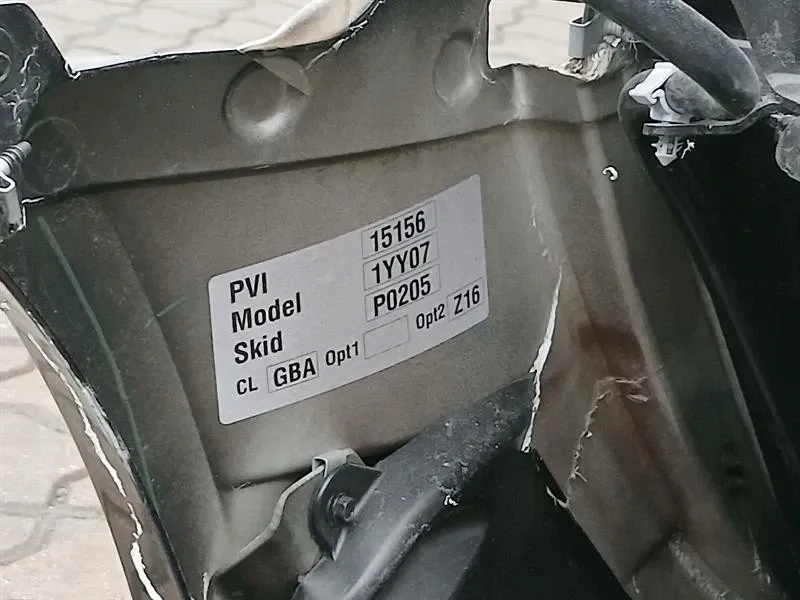 PVI 15156
Model 1YY07
Skid P0205
CL GBA Opt1 Opt2 Z16